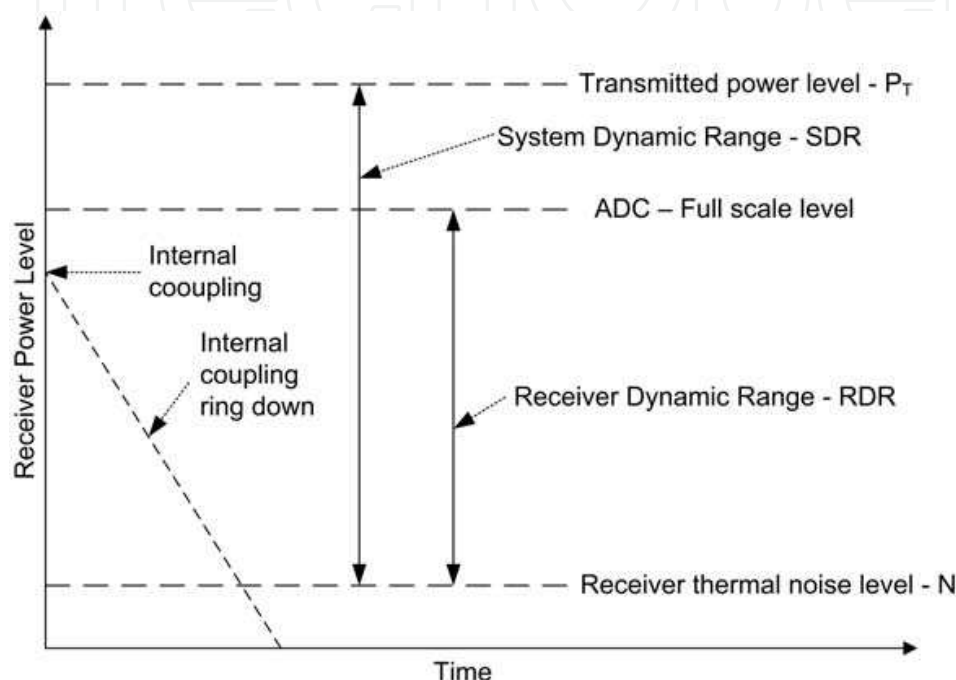 Transmitted power level - PT
System Dynamic Range - SDR
ADC – Full scale level
Internal
cooupling
Internal
coupling
ring down
Receiver Dynamic Range - RDR
Receiver thermal noise level - N
Receiver Power Level
Time